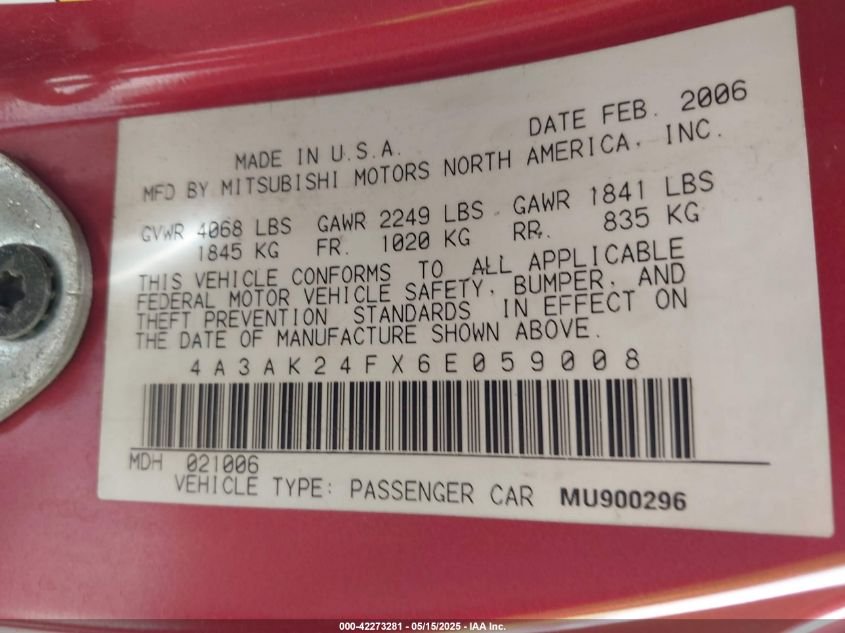 DATE FEB. 2006
MADE IN U.S.A.
MFD BY MITSUBISHI MOTORS NORTH AMERICA, INC.
GVWR 4068 LBS GAWR 2249 LBS GAWR 1841 LBS
1845 KG FR. 1020 KG RR. 835 KG
THIS VEHICLE CONFORMS TO ALL APPLICABLE
FEDERAL MOTOR VEHICLE SAFETY, BUMPER, AND
THEFT PREVENTION STANDARDS IN EFFECT ON
THE DATE OF MANUFACTURE SHOWN ABOVE.
4A3AK24FX6E059008
MDH 021006
VEHICLE TYPE: PASSENGER CAR MU900296
000-42273281 - 05/15/2025 - IAA Inc.